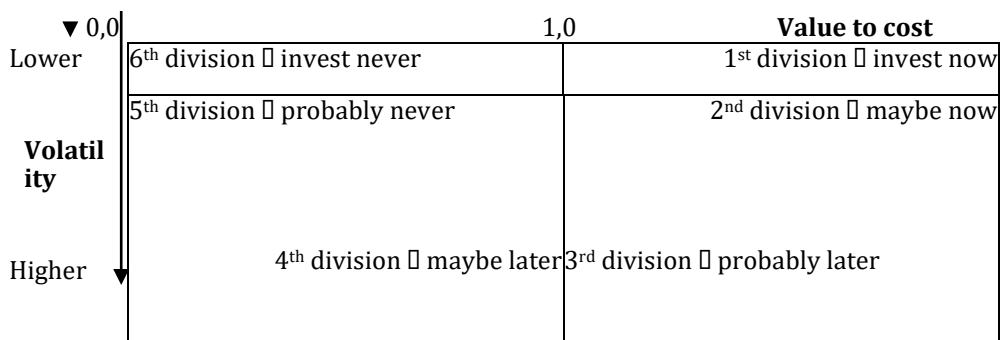 ▼ 0,0 1,0 Value to cost
Lower 6th division ▯ invest never 1st division ▯ invest now
5th division ▯ probably never 2nd division ▯ maybe now
Volatil
ity
Higher 4th division ▯ maybe later 3rd division ▯ probably later